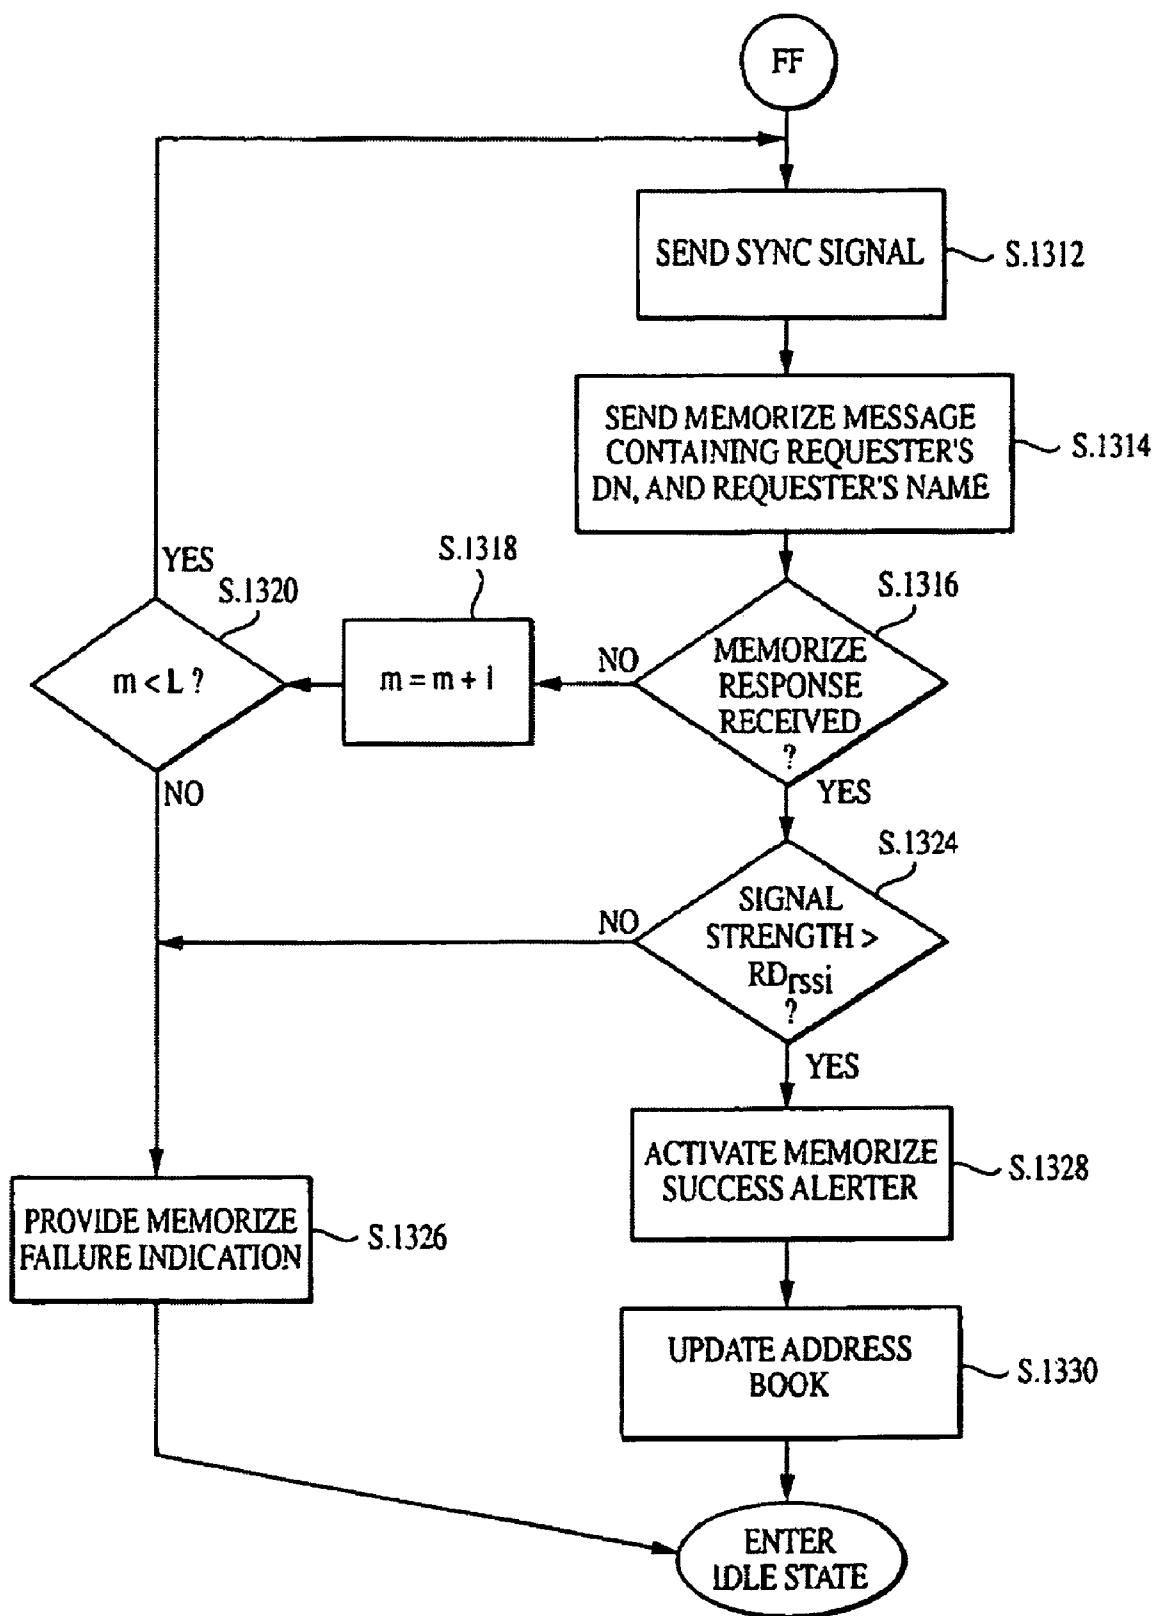 FF
SEND SYNC SIGNAL
S.1312
SEND MEMORIZE MESSAGE
CONTAINING REQUESTER'S
DN, AND REQUESTER'S NAME
S.1314
MEMORIZE
RESPONSE
RECEIVED
?
S.1316
NO
YES
m = m + 1
S.1318
m < L ?
S.1320
YES
NO
SIGNAL
STRENGTH >
RDrssi
?
S.1324
NO
YES
ACTIVATE MEMORIZE
SUCCESS ALERTER
S.1328
PROVIDE MEMORIZE
FAILURE INDICATION
S.1326
UPDATE ADDRESS
BOOK
S.1330
ENTER
IDLE STATE